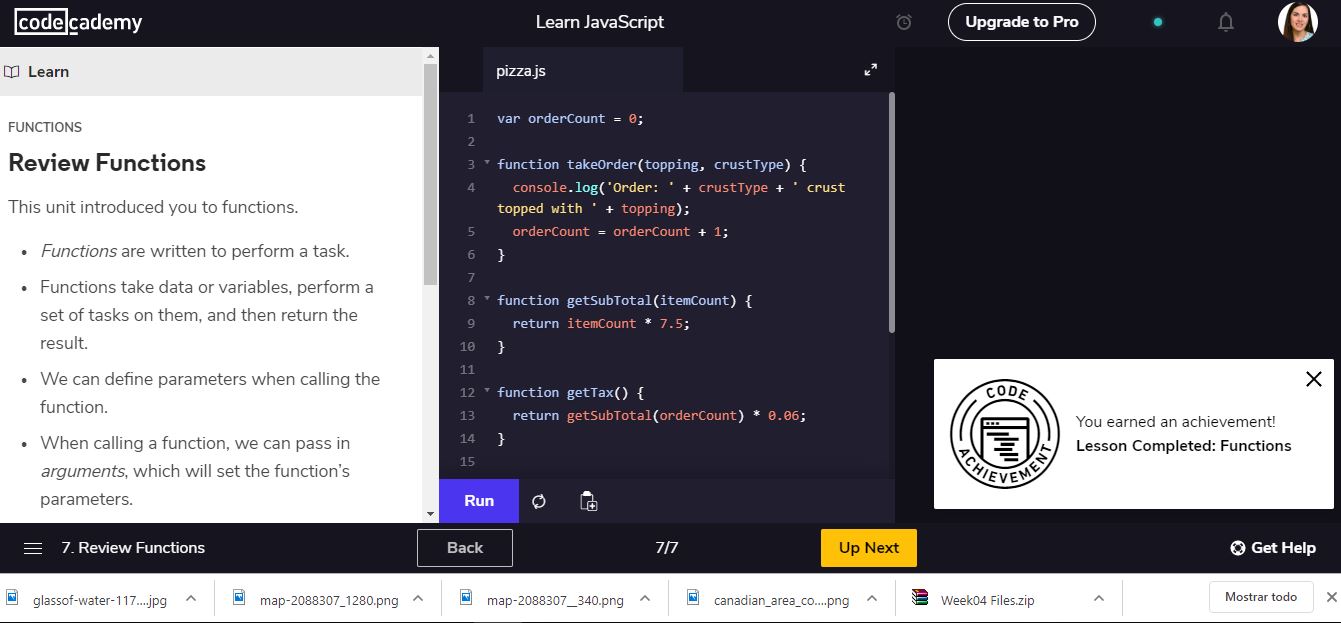 codecademy
Learn JavaScript
Upgrade to Pro
Learn
FUNCTIONS
Review Functions
This unit introduced you to functions.
• Functions are written to perform a task.
• Functions take data or variables, perform a
set of tasks on them, and then return the
result.
• We can define parameters when calling the
function.
• When calling a function, we can pass in
arguments, which will set the function's
parameters.
pizza.js
1 var orderCount = 0;
2
3 function takeOrder(topping, crustType) {
4 console.log('Order: ' + crustType + ' crust
topped with ' + topping);
5 orderCount = orderCount + 1;
6 }
7
8 function getSubTotal(itemCount) {
9 return itemCount * 7.5;
10 }
11
12 function getTax() {
13 return getSubTotal(orderCount) * 0.06;
14 }
15
Run
CODE
ACHIEVEMENT
You earned an achievement!
Lesson Completed: Functions
7. Review Functions
Back
7/7
Up Next
Get Help
glassof-water-117....jpg
map-2088307_1280.png
map-2088307__340.png
canadian_area_co....png
Week04 Files.zip
Mostrar todo